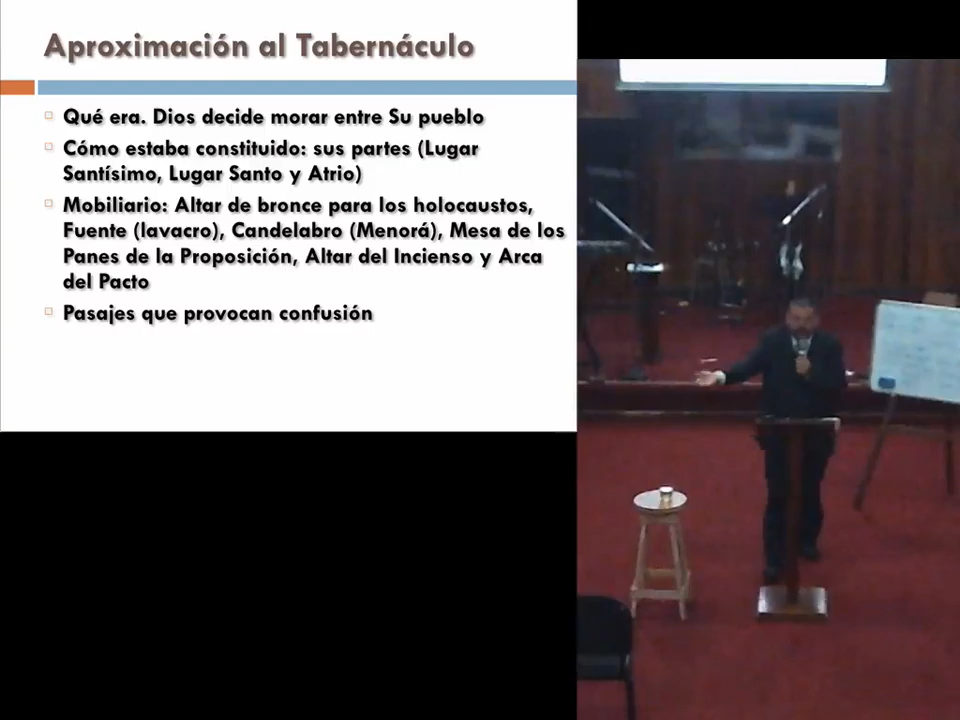 Aproximación al Tabernáculo
Qué era. Dios decide morar entre Su pueblo
Cómo estaba constituido: sus partes (Lugar
Santísimo, Lugar Santo y Atrio)
Mobiliario: Altar de bronce para los holocaustos,
Fuente (lavacro), Candelabro (Menorá), Mesa de los
Panes de la Proposición, Altar del Incienso y Arca
del Pacto
Pasajes que provocan confusión